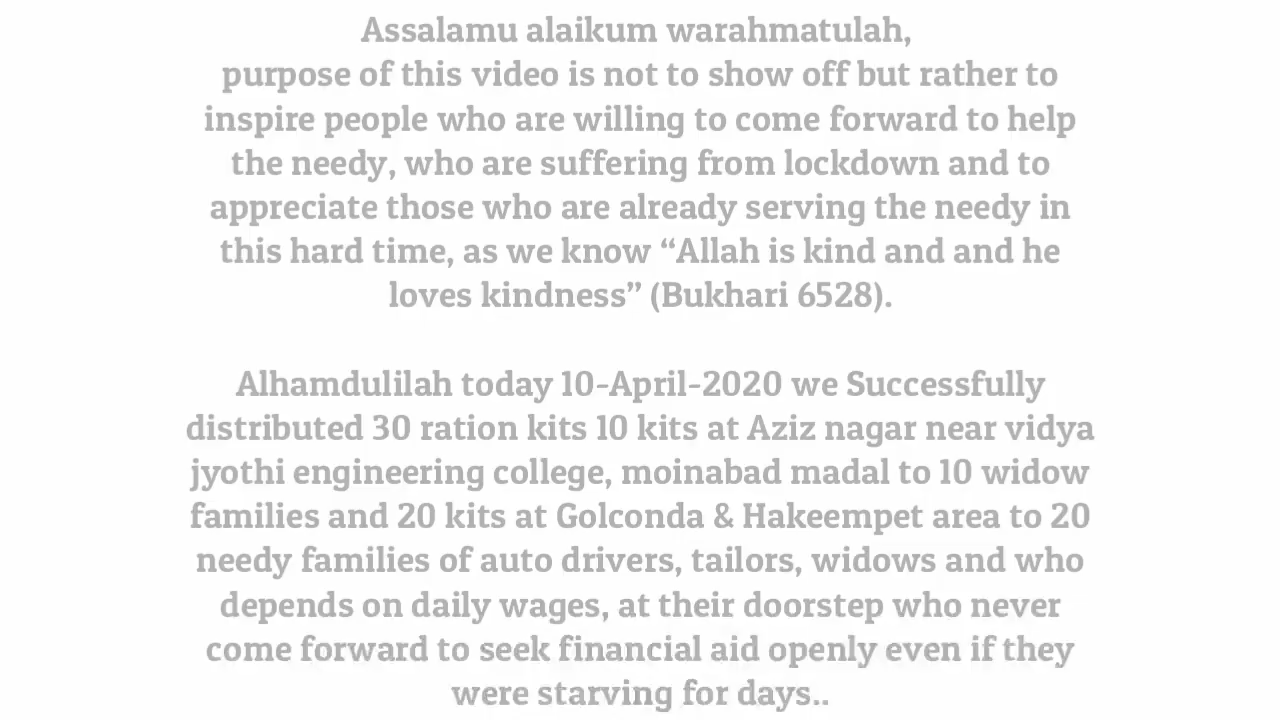 Assalamu alaikum warahmatulah,
purpose of this video is not to show off but rather to
inspire people who are willing to come forward to help
the needy, who are suffering from lockdown and to
appreciate those who are already serving the needy in
this hard time, as we know “Allah is kind and and he
loves kindness” (Bukhari 6528).
Alhamdulilah today 10-April-2020 we Successfully
distributed 30 ration kits 10 kits at Aziz nagar near vidya
jyothi engineering college, moinabad madal to 10 widow
families and 20 kits at Golconda & Hakeempet area to 20
needy families of auto drivers, tailors, widows and who
depends on daily wages, at their doorstep who never
come forward to seek financial aid openly even if they
were starving for days..